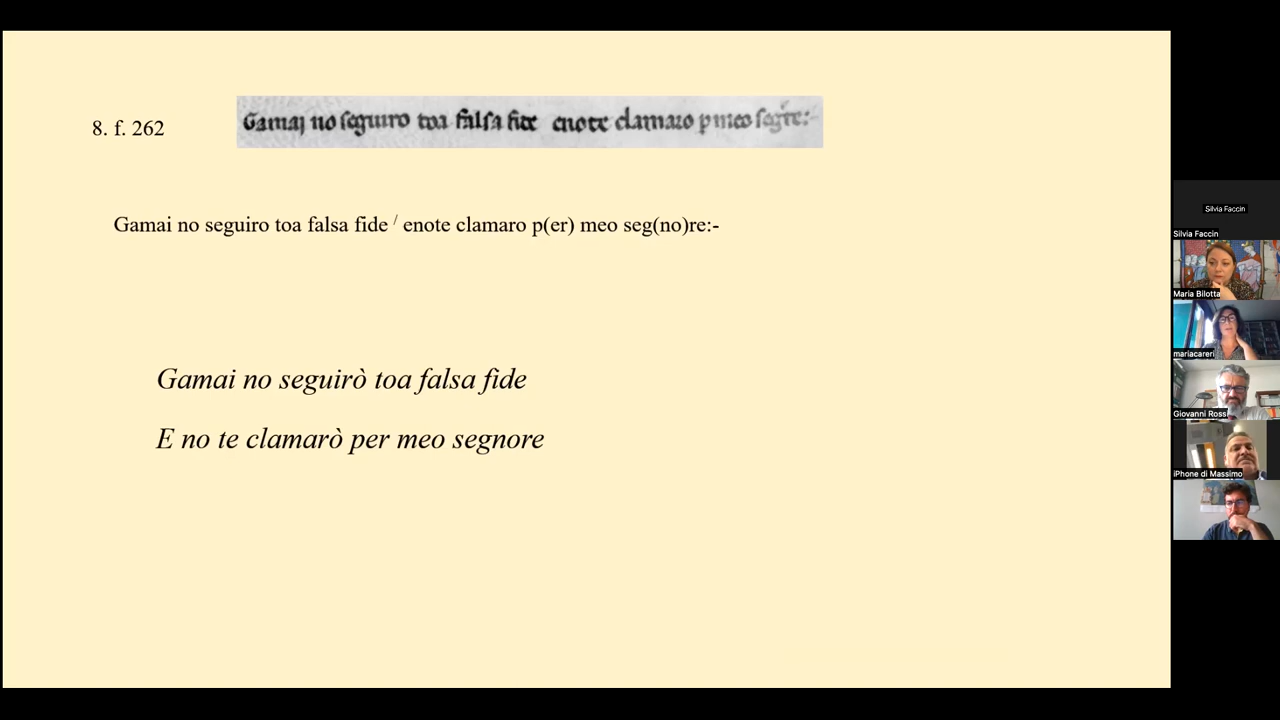 8. f. 262
Gamaj no seguiro toa falsa fide enote clamaro p meo segre:-
Gamai no seguiro toa falsa fide / enote clamaro p(er) meo seg(no)re:-
Gamai no seguirò toa falsa fide
E no te clamarò per meo segnore
Silvia Faccin
Silvia Faccin
Maria Bilotta
mariacareri
Giovanni Ross
iPhone di Massimo